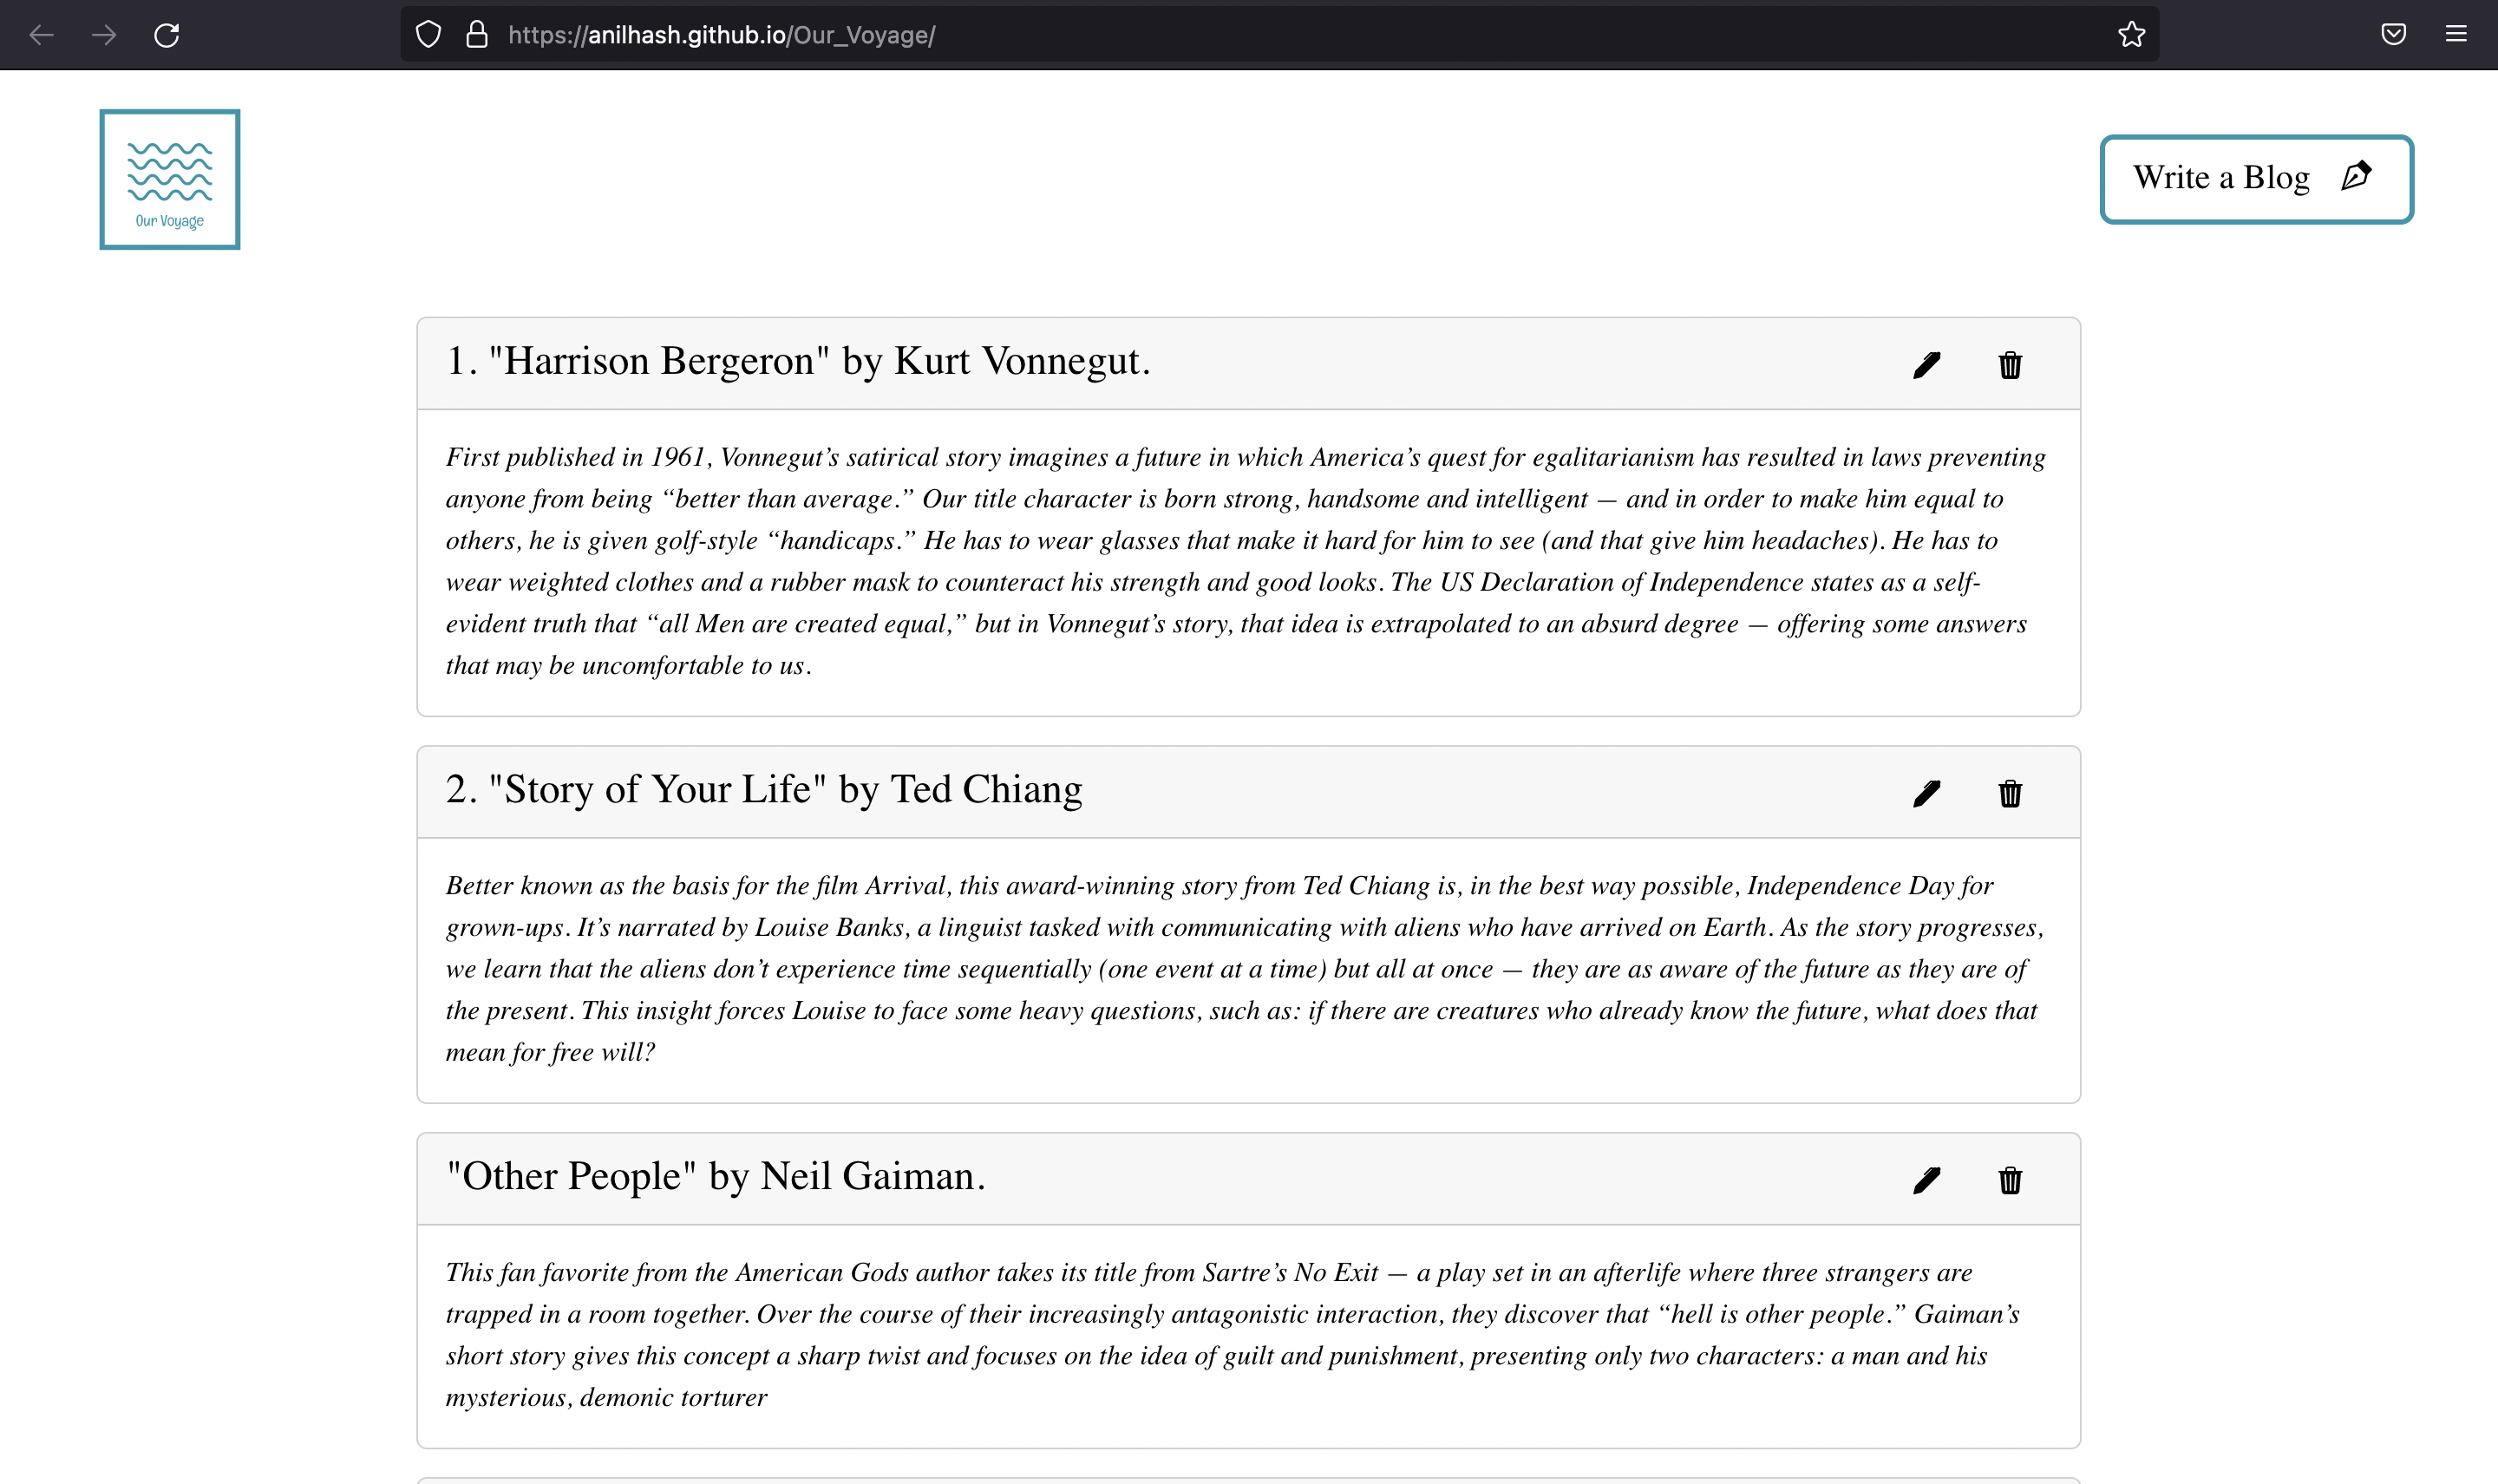 https://anilhash.github.io/Our_Voyage/
Our Voyage
Write a Blog
1. "Harrison Bergeron" by Kurt Vonnegut.
First published in 1961, Vonnegut’s satirical story imagines a future in which America’s quest for egalitarianism has resulted in laws preventing
anyone from being “better than average.” Our title character is born strong, handsome and intelligent — and in order to make him equal to
others, he is given golf-style “handicaps.” He has to wear glasses that make it hard for him to see (and that give him headaches). He has to
wear weighted clothes and a rubber mask to counteract his strength and good looks. The US Declaration of Independence states as a self-
evident truth that “all Men are created equal,” but in Vonnegut’s story, that idea is extrapolated to an absurd degree — offering some answers
that may be uncomfortable to us.
2. "Story of Your Life" by Ted Chiang
Better known as the basis for the film Arrival, this award-winning story from Ted Chiang is, in the best way possible, Independence Day for
grown-ups. It’s narrated by Louise Banks, a linguist tasked with communicating with aliens who have arrived on Earth. As the story progresses,
we learn that the aliens don’t experience time sequentially (one event at a time) but all at once — they are as aware of the future as they are of
the present. This insight forces Louise to face some heavy questions, such as: if there are creatures who already know the future, what does that
mean for free will?
"Other People" by Neil Gaiman.
This fan favorite from the American Gods author takes its title from Sartre’s No Exit — a play set in an afterlife where three strangers are
trapped in a room together. Over the course of their increasingly antagonistic interaction, they discover that “hell is other people.” Gaiman’s
short story gives this concept a sharp twist and focuses on the idea of guilt and punishment, presenting only two characters: a man and his
mysterious, demonic torturer